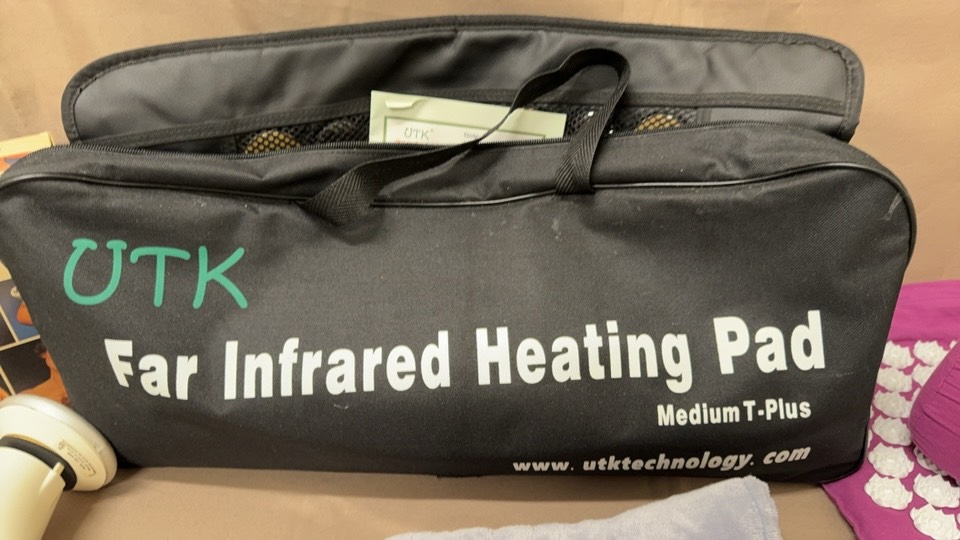 UTK
UTK
Far Infrared Heating Pad
Medium T-Plus
www.utktechnology.com